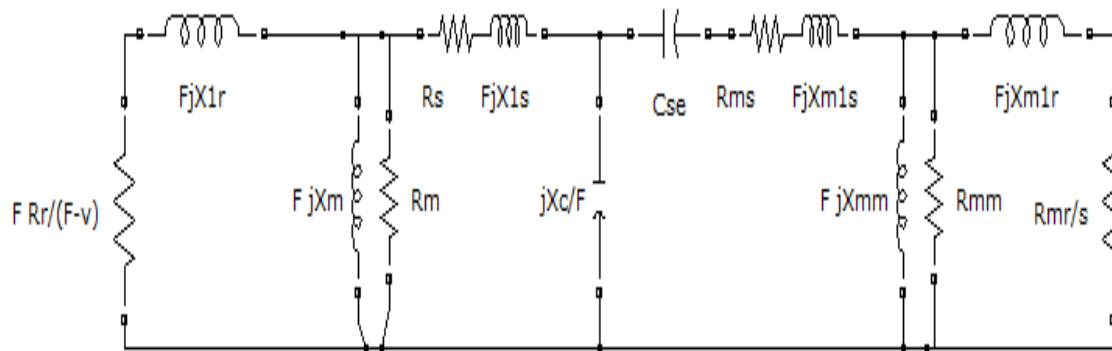 FjX1r
Rs
FjX1s
Cse
Rms
FjXm1s
FjXm1r
F Rr/(F-v)
F jXm
Rm
jXc/F
F jXmm
Rmm
Rmr/s